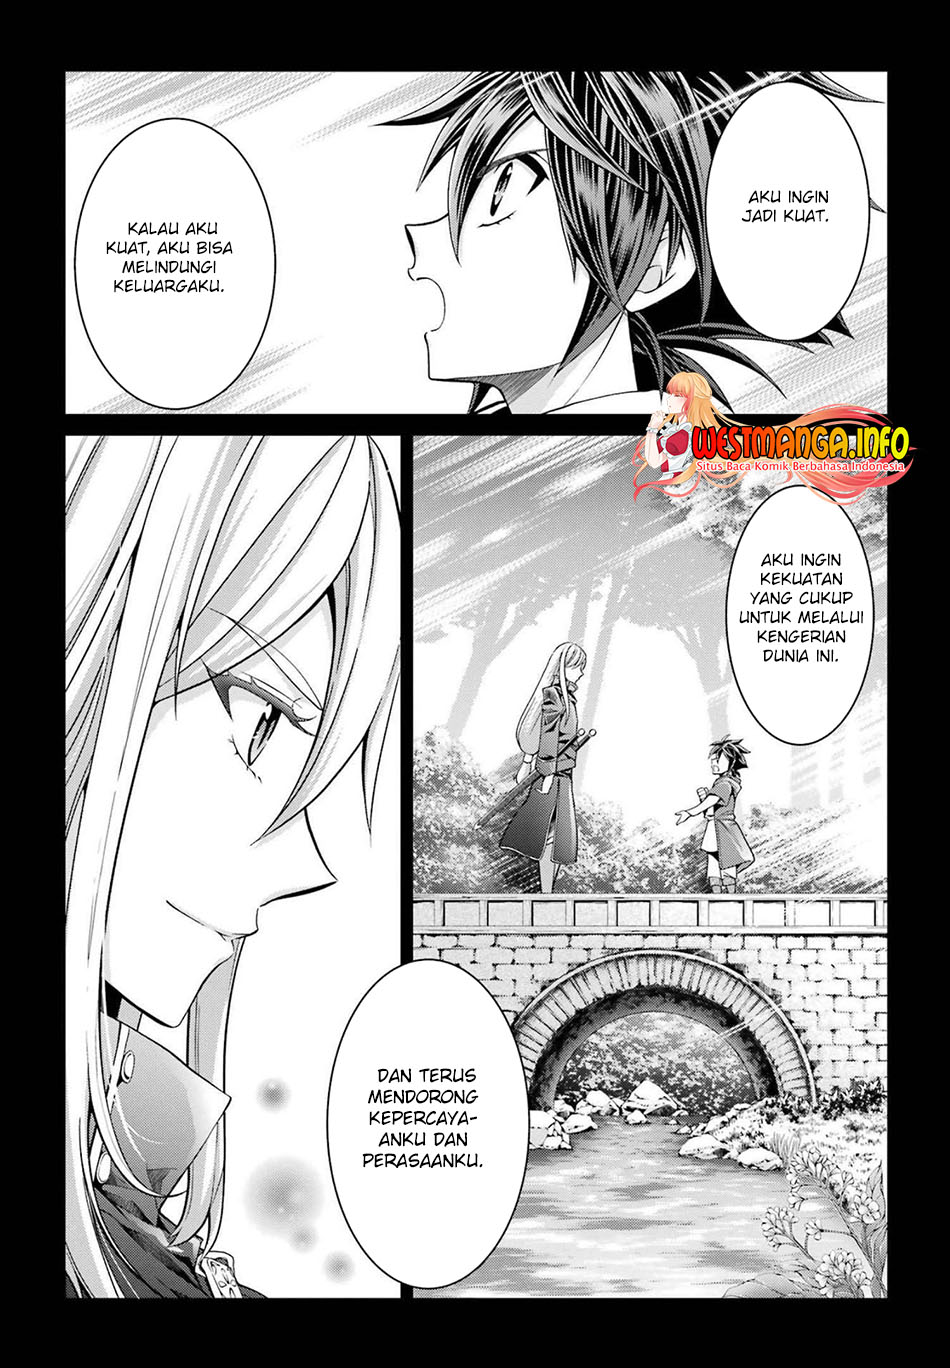 AKU INGIN
JADI KUAT.
KALAU AKU
KUAT, AKU BISA
MELINDUNGI
KELUARGAKU.
WESTMANGA.INFO
Situs Baca Komik Berbahasa Indonesia
AKU INGIN
KEKUATAN
YANG CUKUP
UNTUK MELALUI
KENGERIAN
DUNIA INI.
DAN TERUS
MENDORONG
KEPERCAYA-
ANKU DAN
PERASAANKU.